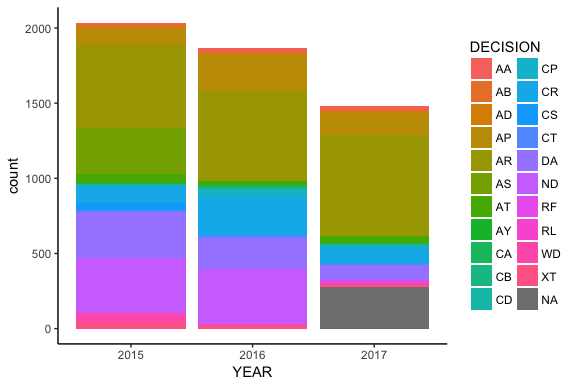 2000
1500
1000
500
0
count
2015 2016 2017
YEAR
DECISION
AA CP
AB CR
AD CS
AP CT
AR DA
AS ND
AT RF
AY RL
CA WD
CB XT
CD NA